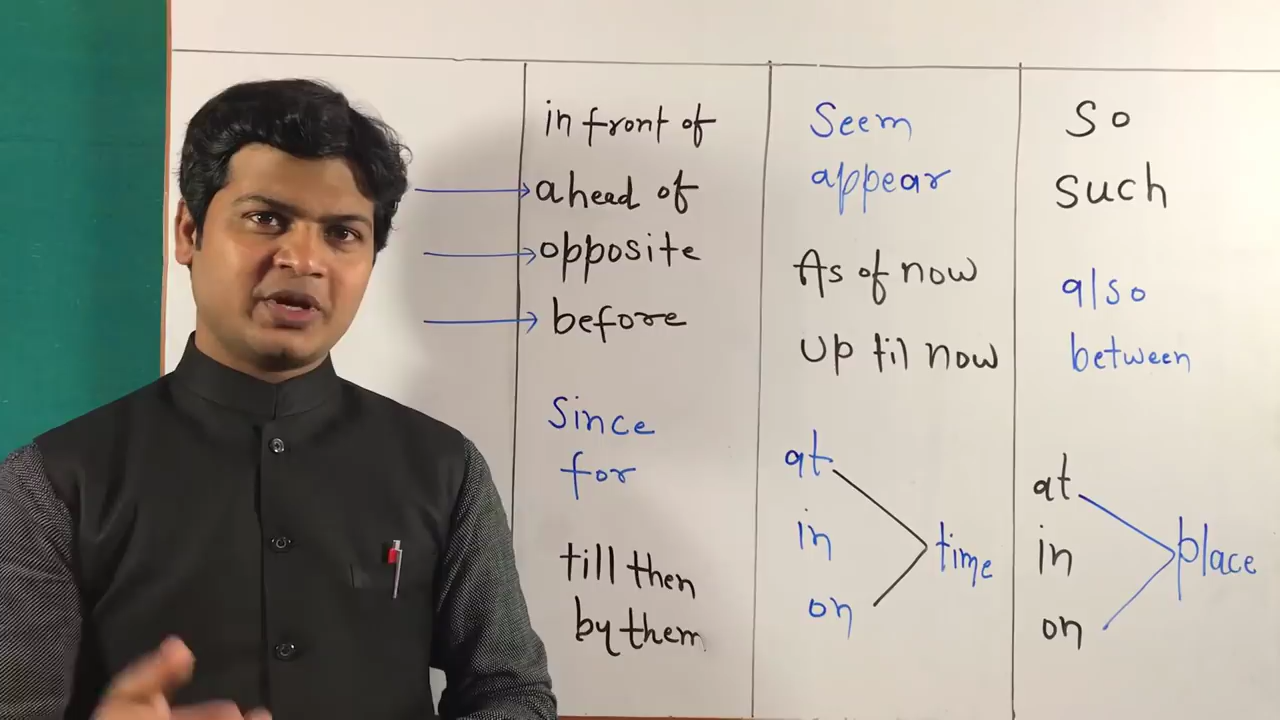 in front of
ahead of
opposite
before
Since
for
till then
by them
Seem
appear
As of now
Up til now
at
in
on
time
So
Such
also
between
at
in
on
place